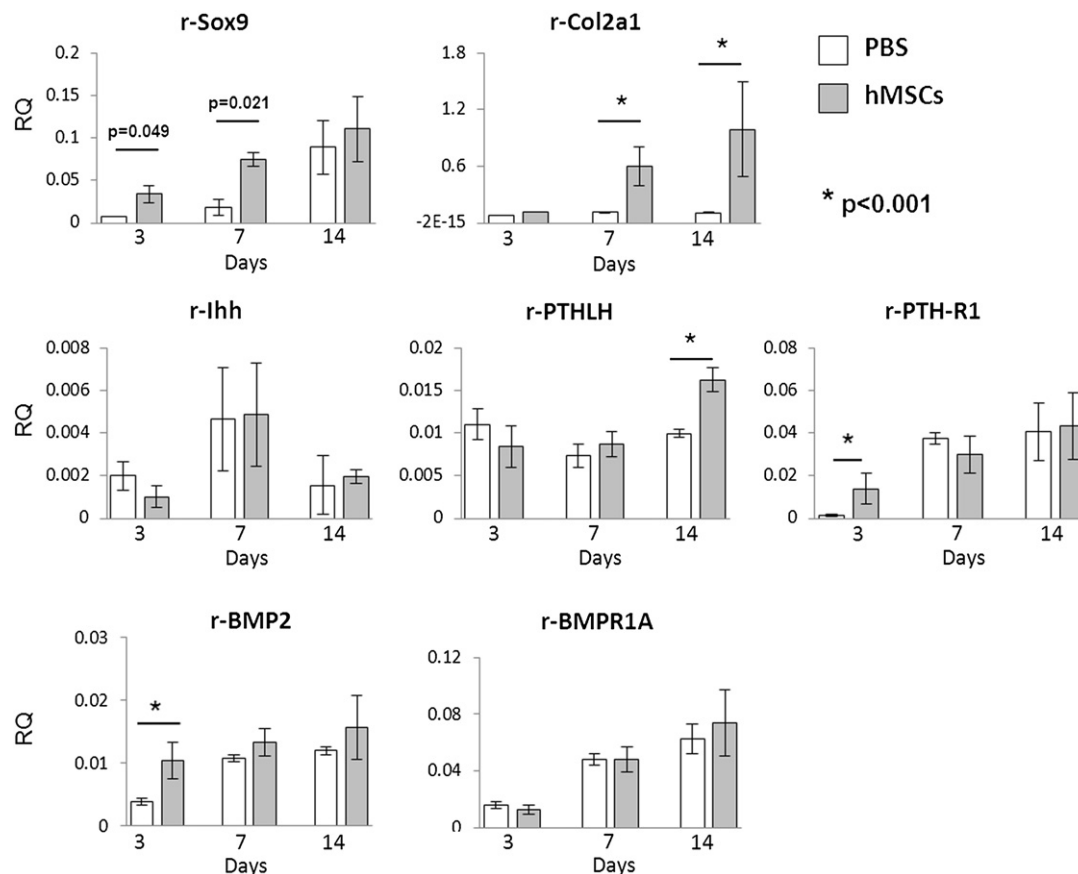 r-Sox9
0.2
0.15
0.1
0.05
0
RQ
p=0.049
p=0.021
3 7 14
Days
r-Col2a1
1.8
1.2
0.6
-2E-15
*
*
3 7 14
Days
PBS
hMSCs
* p<0.001
r-Ihh
0.008
0.006
0.004
0.002
0
RQ
3 7 14
Days
r-PTHLH
0.02
0.015
0.01
0.005
0
*
3 7 14
Days
r-PTH-R1
0.08
0.06
0.04
0.02
0
*
3 7 14
Days
r-BMP2
0.03
0.02
0.01
0
RQ
*
3 7 14
Days
r-BMPR1A
0.12
0.08
0.04
0
3 7 14
Days